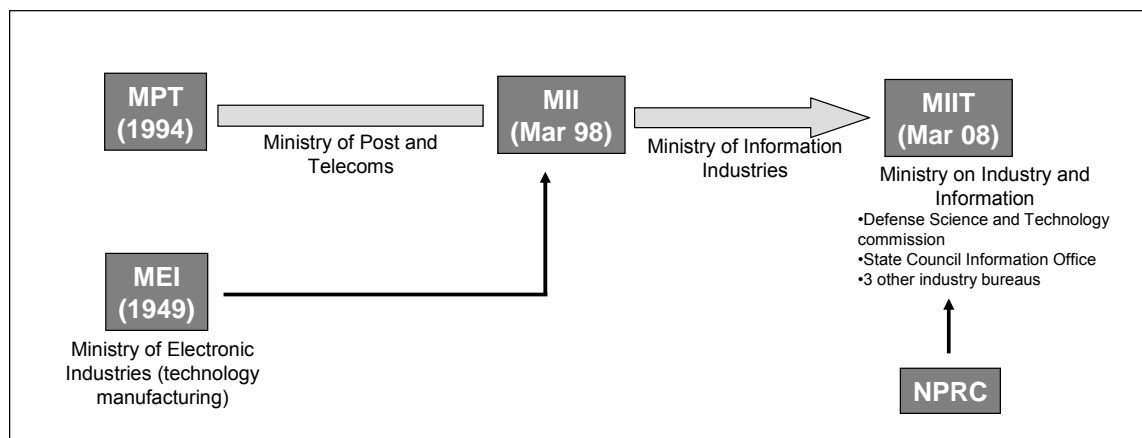 MPT
(1994)
Ministry of Post and
Telecoms
MII
(Mar 98)
Ministry of Information
Industries
MIIT
(Mar 08)
Ministry on Industry and
Information
•Defense Science and Technology
commission
•State Council Information Office
•3 other industry bureaus
MEI
(1949)
Ministry of Electronic
Industries (technology
manufacturing)
NPRC